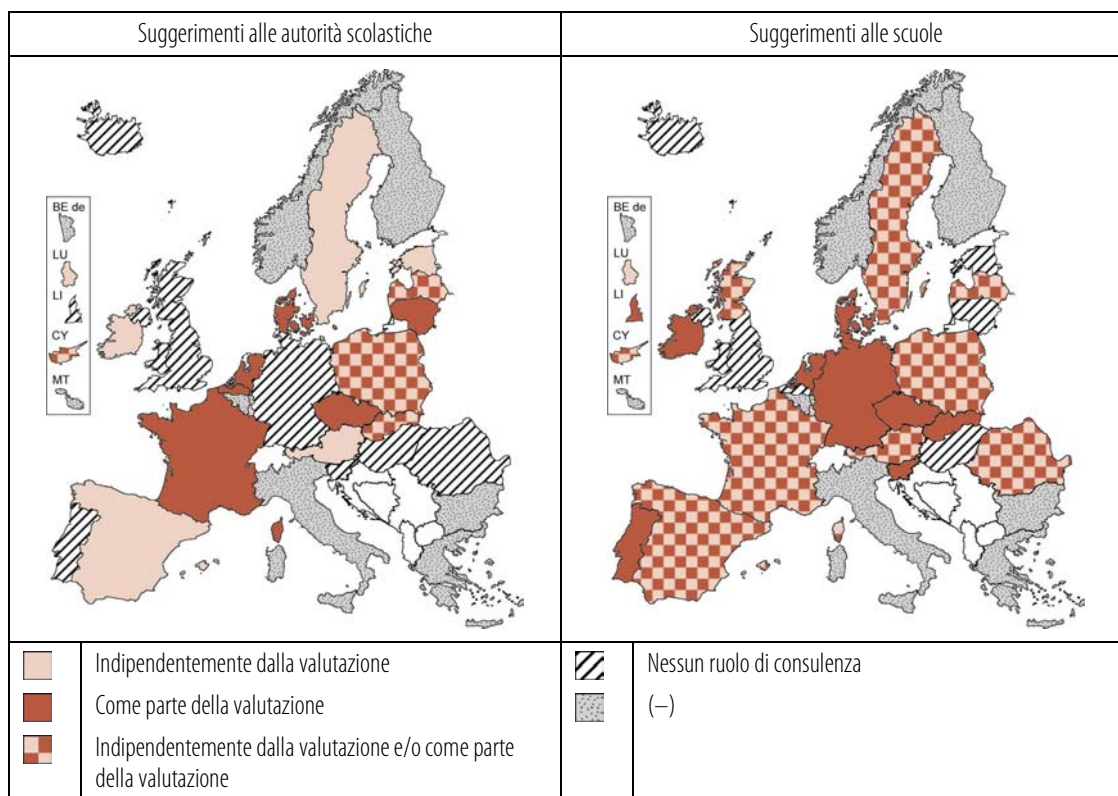 Suggerimenti alle autorità scolastiche
Suggerimenti alle scuole
BE de
LU
LI
CY
MT
BE de
LU
LI
CY
MT
Indipendentemente dalla valutazione
Come parte della valutazione
Indipendentemente dalla valutazione e/o come parte
della valutazione
Nessun ruolo di consulenza
(–)